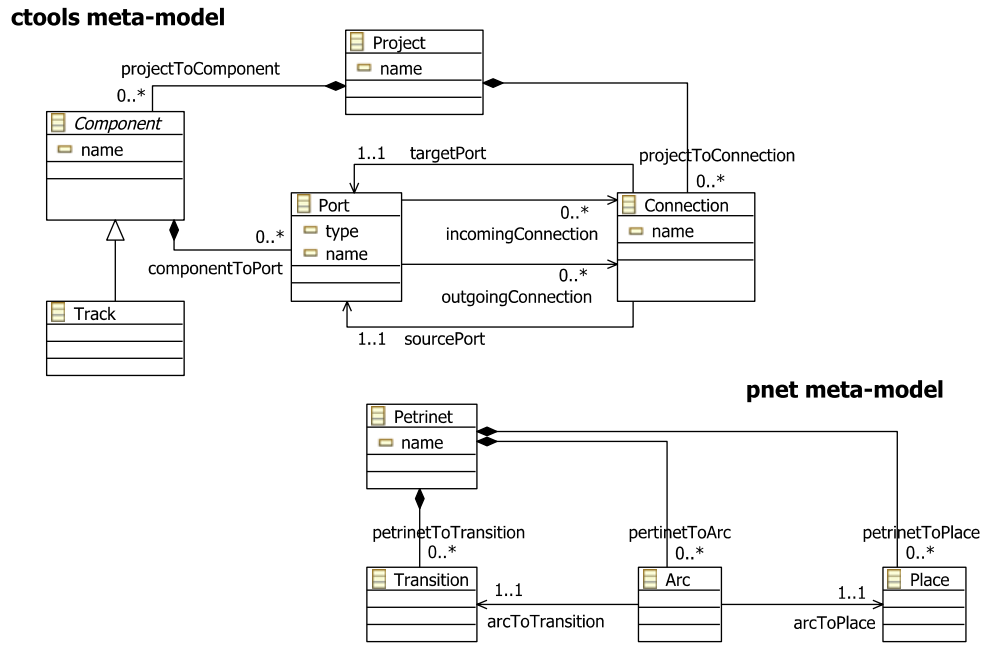 ctools meta-model
Project
name
projectToComponent
0..*
Component
name
1..1 targetPort
projectToConnection
0..*
Port
type
name
0..*
incomingConnection
Connection
name
0..*
componentToPort
0..*
outgoingConnection
Track
1..1 sourcePort
pnet meta-model
Petrinet
name
petrinetToTransition
0..*
pertinetToArc
0..*
petrinetToPlace
0..*
Transition
1..1
arcToTransition
Arc
1..1
arcToPlace
Place